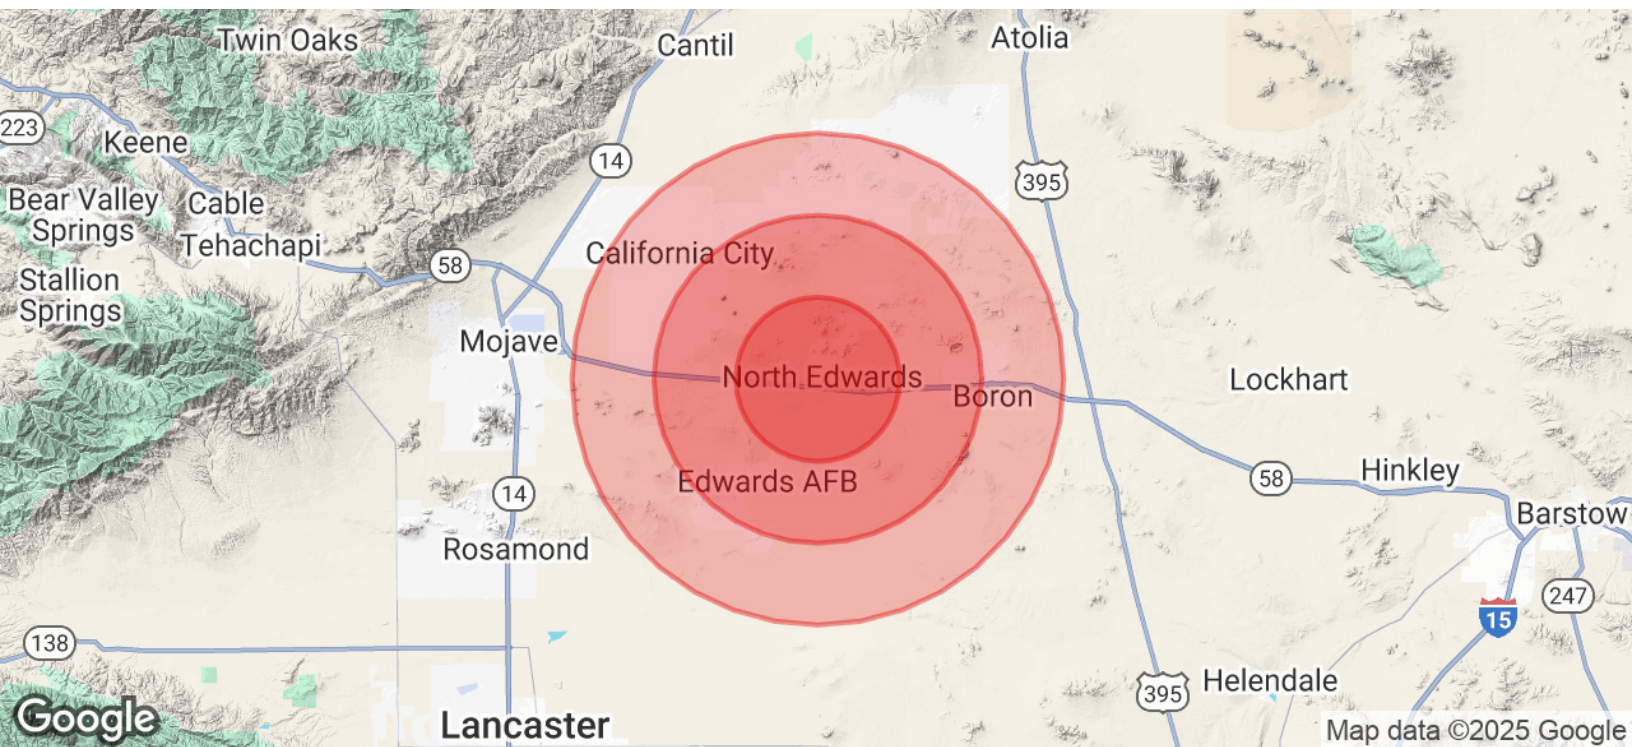 Twin Oaks
Cantil
Atolia
223
Keene
14
395
Bear Valley
Springs
Cable
Tehachapi
California City
58
Stallion
Springs
Mojave
North Edwards
Boron
Lockhart
Edwards AFB
14
58
Hinkley
Barstow
Rosamond
247
15
138
395
Helendale
Google
Lancaster
Map data ©2025 Google